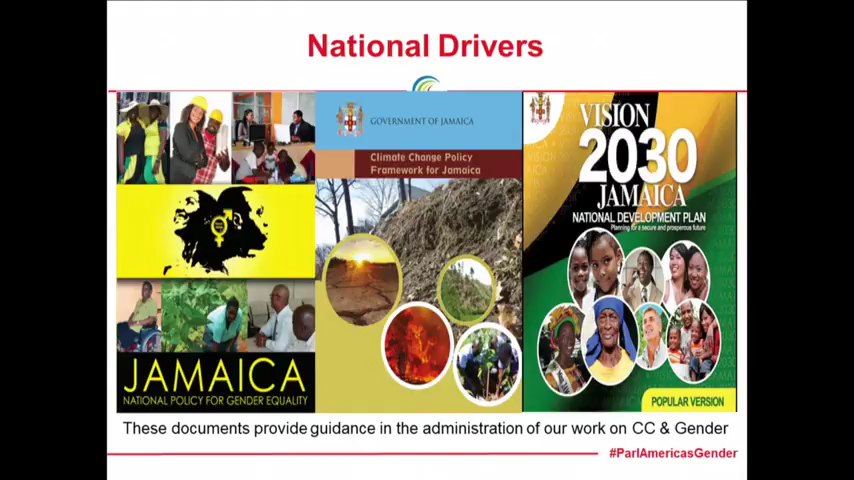 National Drivers
JAMAICA
NATIONAL POLICY FOR GENDER EQUALITY
GOVERNMENT OF JAMAICA
Climate Change Policy
Framework for Jamaica
VISION
2030
JAMAICA
NATIONAL DEVELOPMENT PLAN
Planning for a secure and prosperous future
POPULAR VERSION
These documents provide guidance in the administration of our work on CC & Gender
#ParlAmericasGender